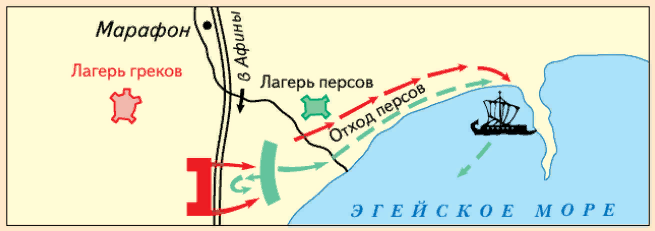 Марафон
в Афины
Лагерь греков
Лагерь персов
Отход персов
ЭГЕЙСКОЕ МОРЕ